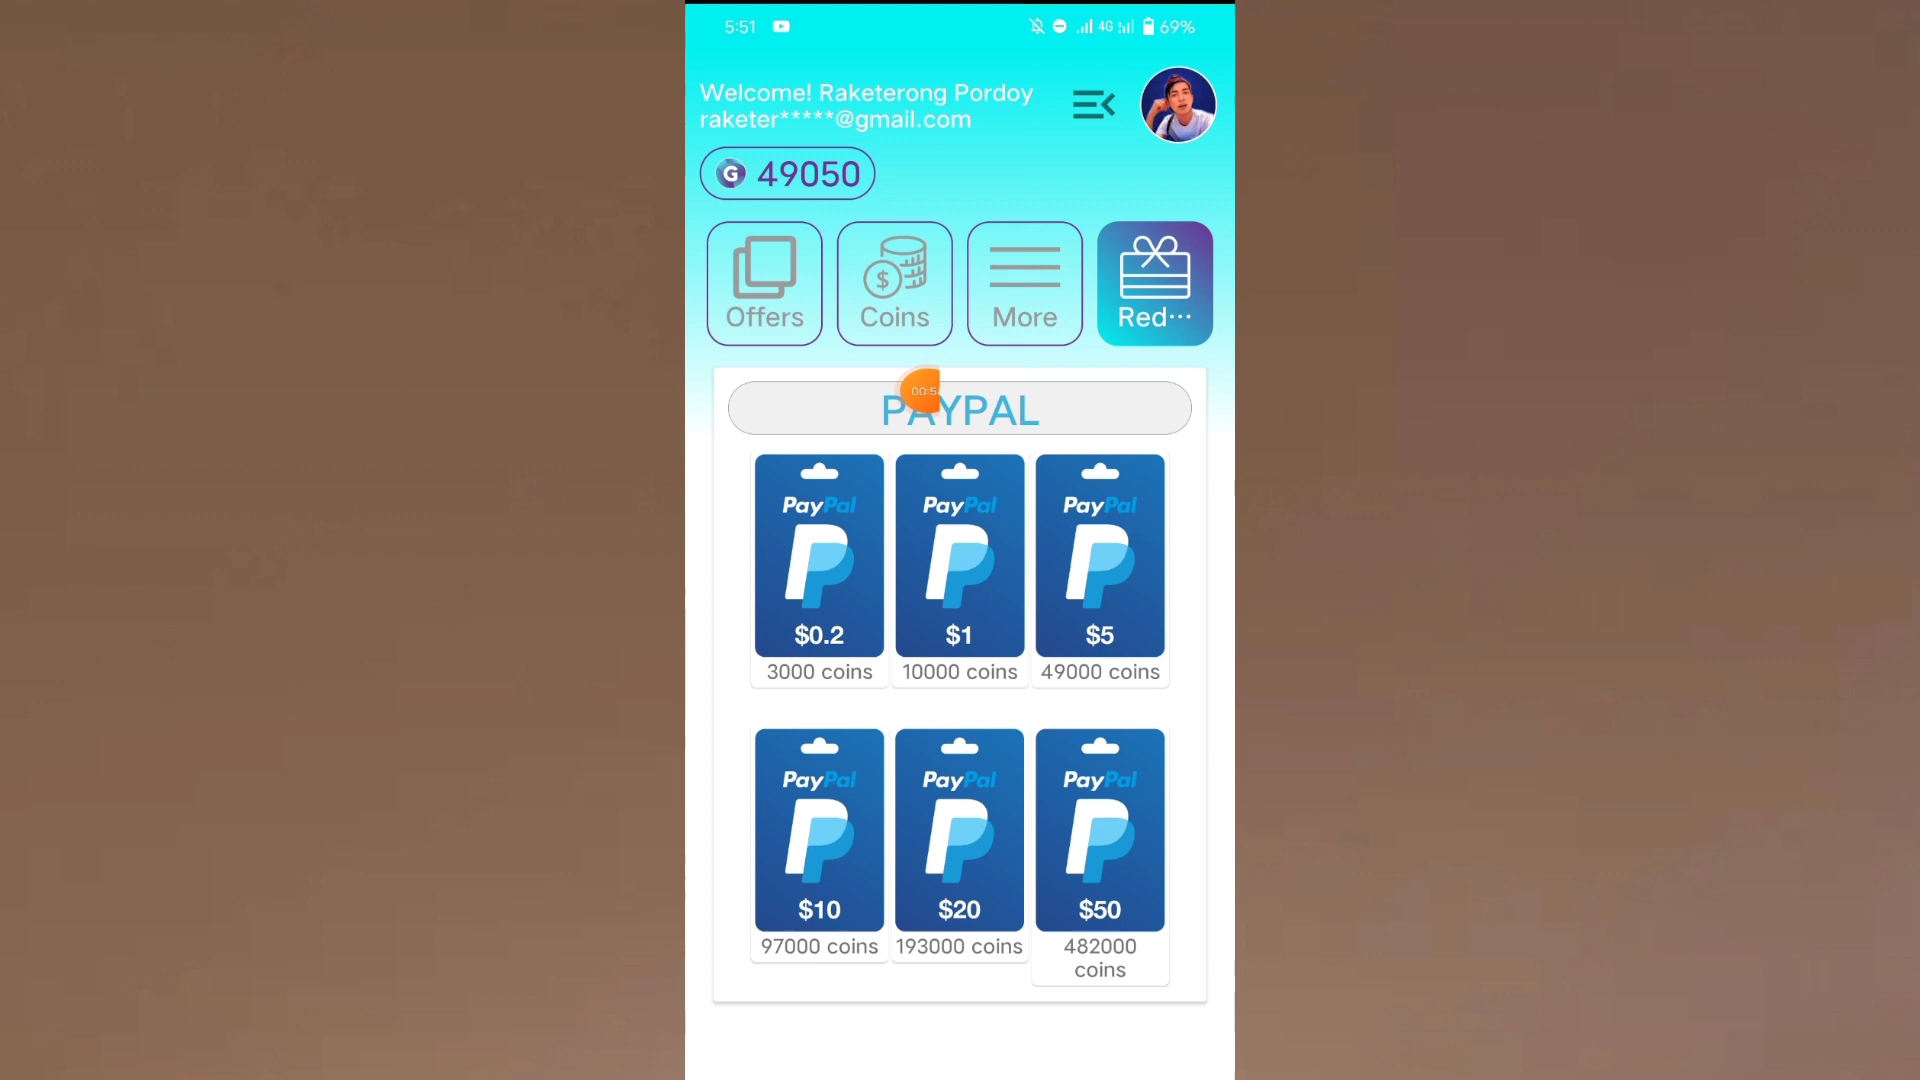 5:51 4G 69%
Welcome! Raketerong Pordoy
raketer*****@gmail.com
G 49050
Offers Coins More Red···
00:5
PAYPAL
PayPal PayPal PayPal
$0.2 $1 $5
3000 coins 10000 coins 49000 coins
PayPal PayPal PayPal
$10 $20 $50
97000 coins 193000 coins 482000
coins